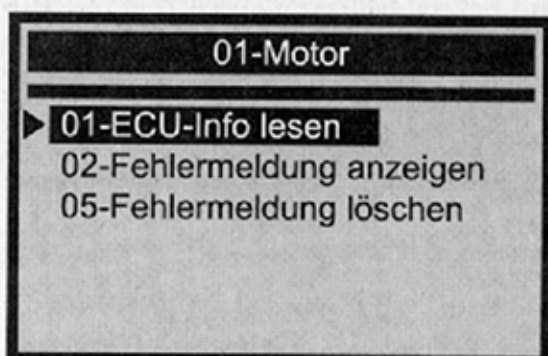 01-Motor
01-ECU-Info lesen
02-Fehlermeldung anzeigen
05-Fehlermeldung löschen